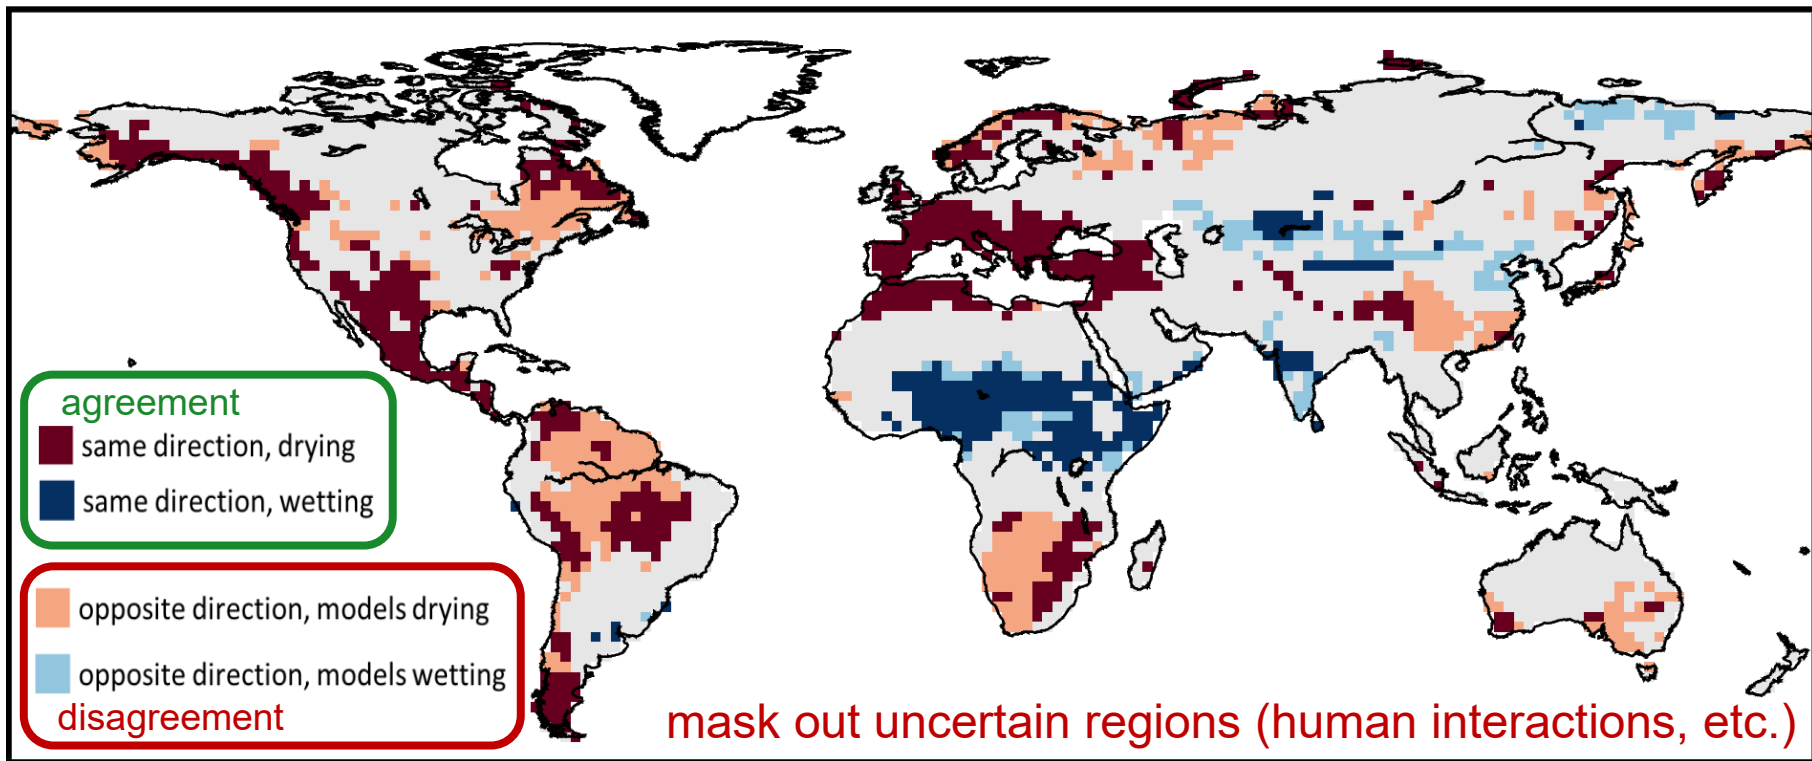 agreement
same direction, drying
same direction, wetting
opposite direction, models drying
opposite direction, models wetting
disagreement
mask out uncertain regions (human interactions, etc.)